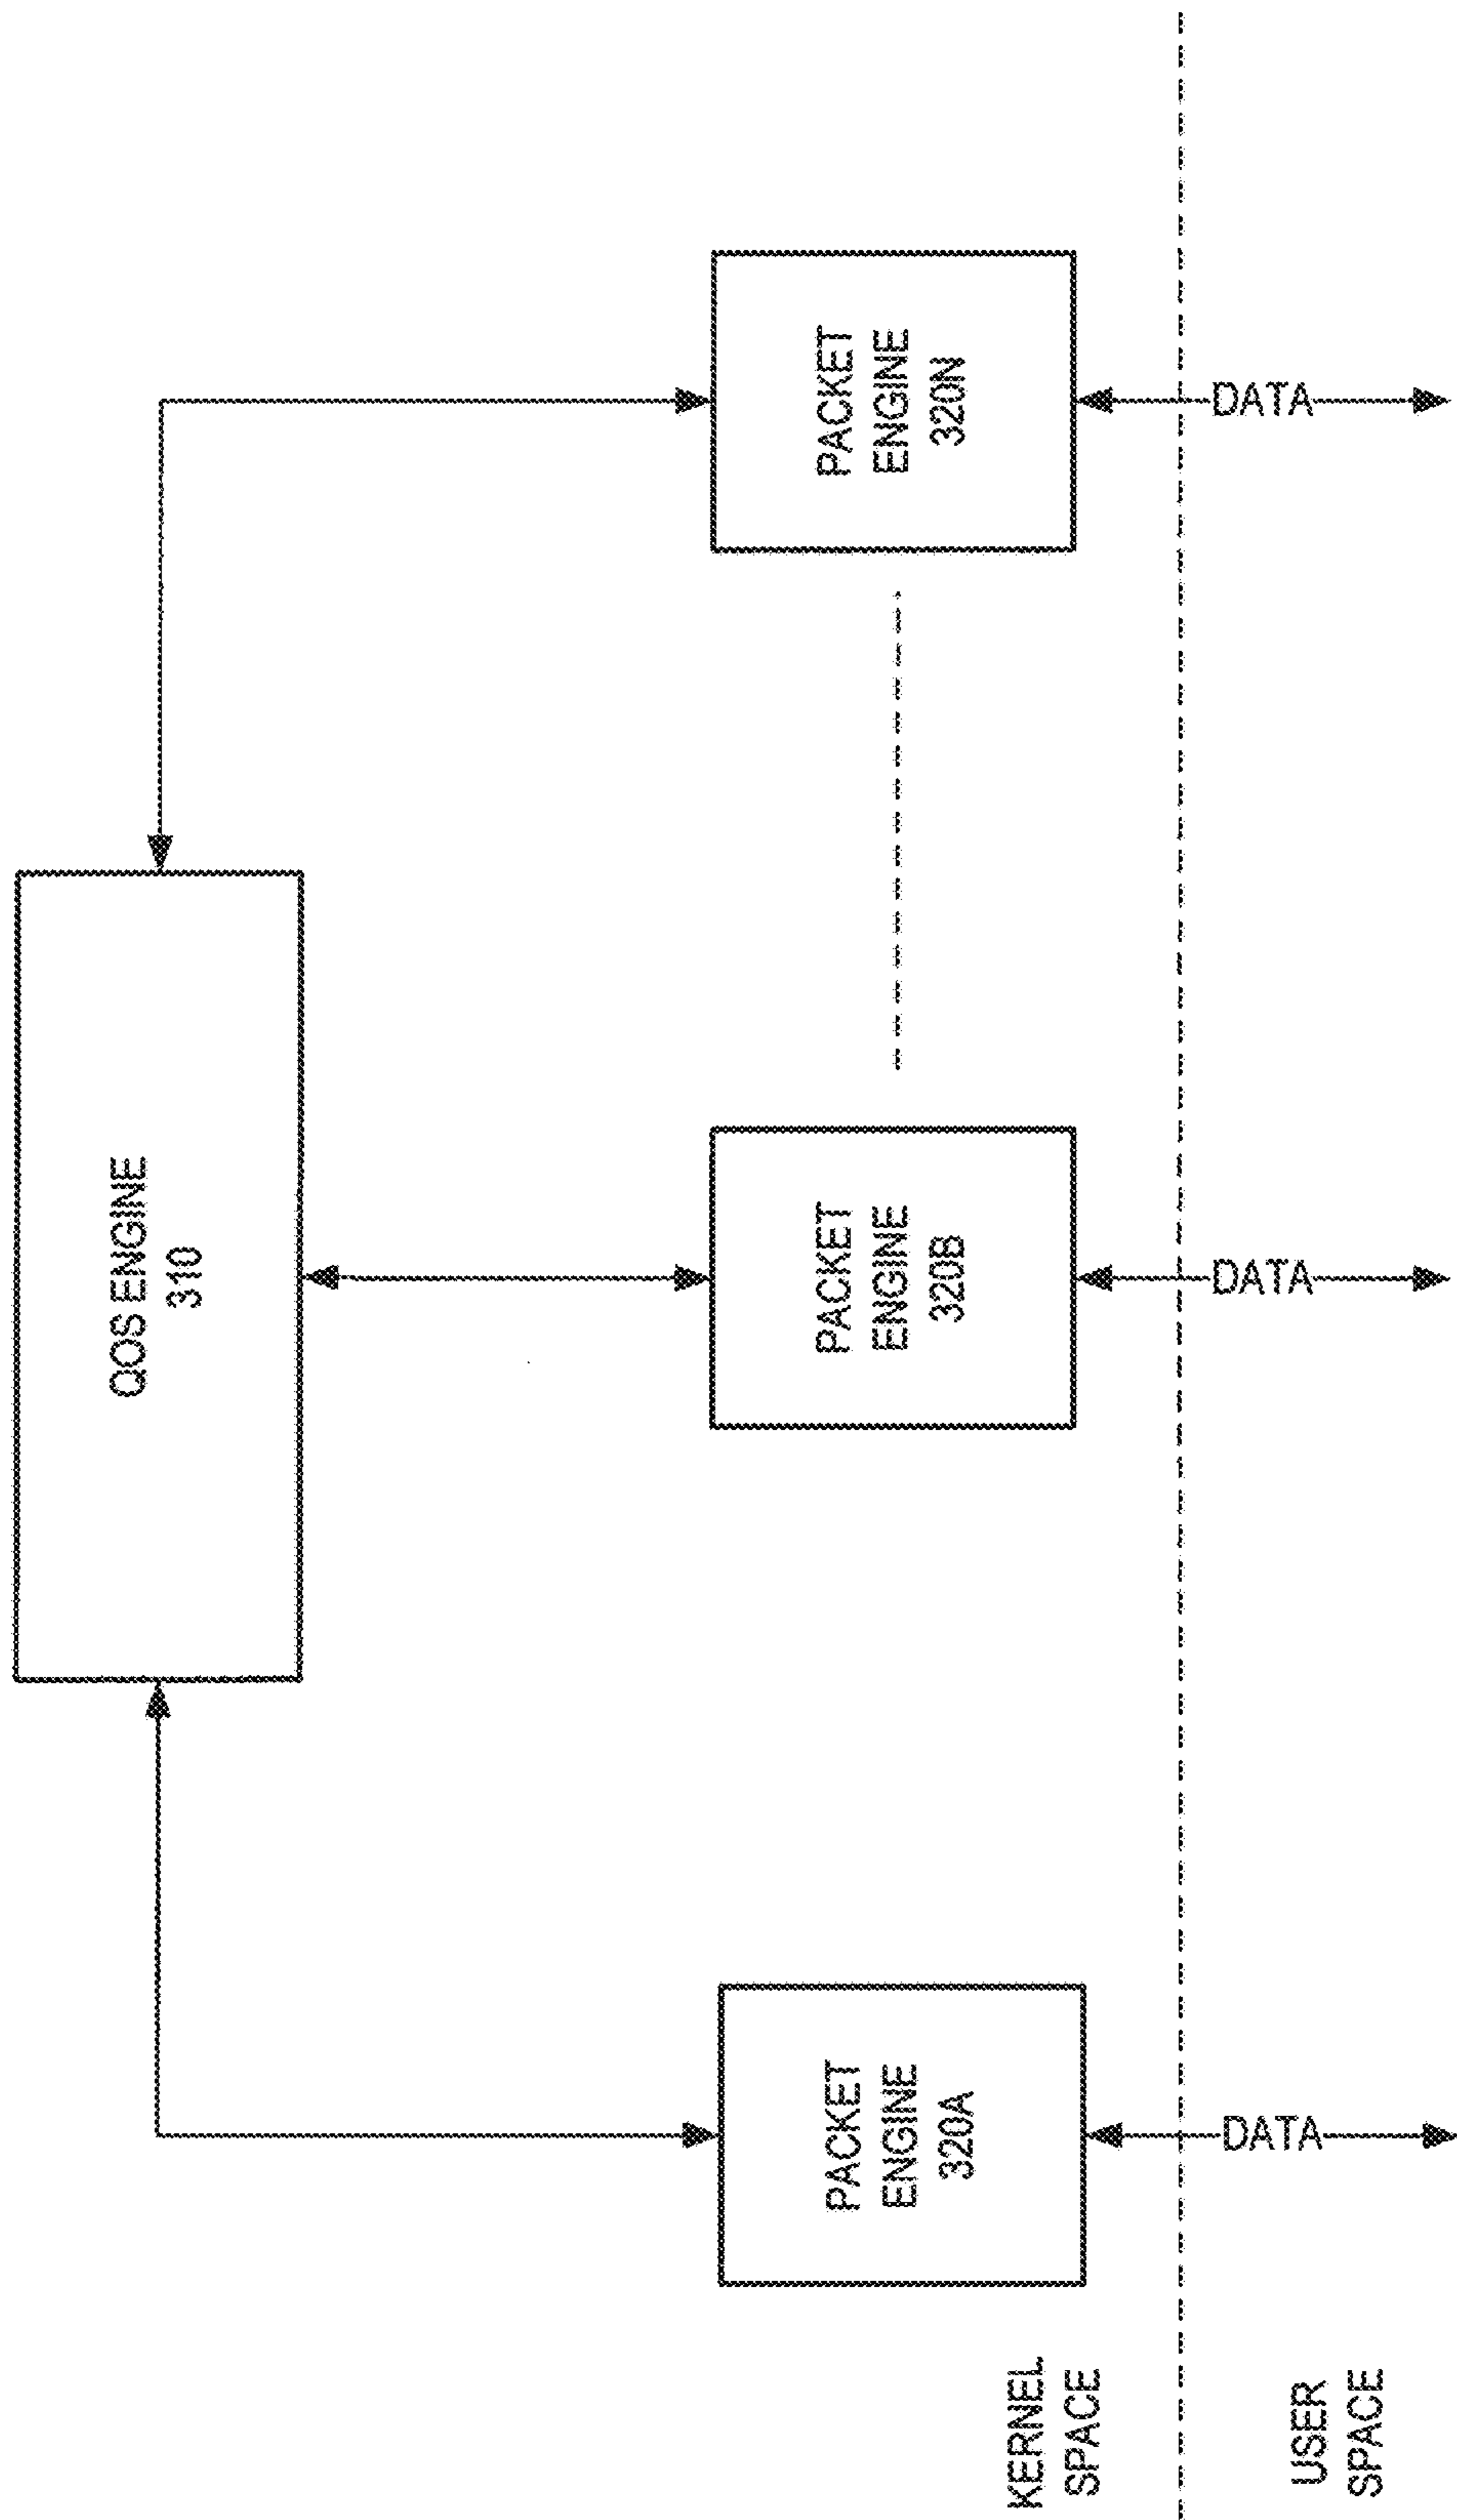 QOS ENGINE
310
PACKET
ENGINE
320A
PACKET
ENGINE
320B
PACKET
ENGINE
320N
KERNEL
SPACE
DATA
DATA
DATA
USER
SPACE